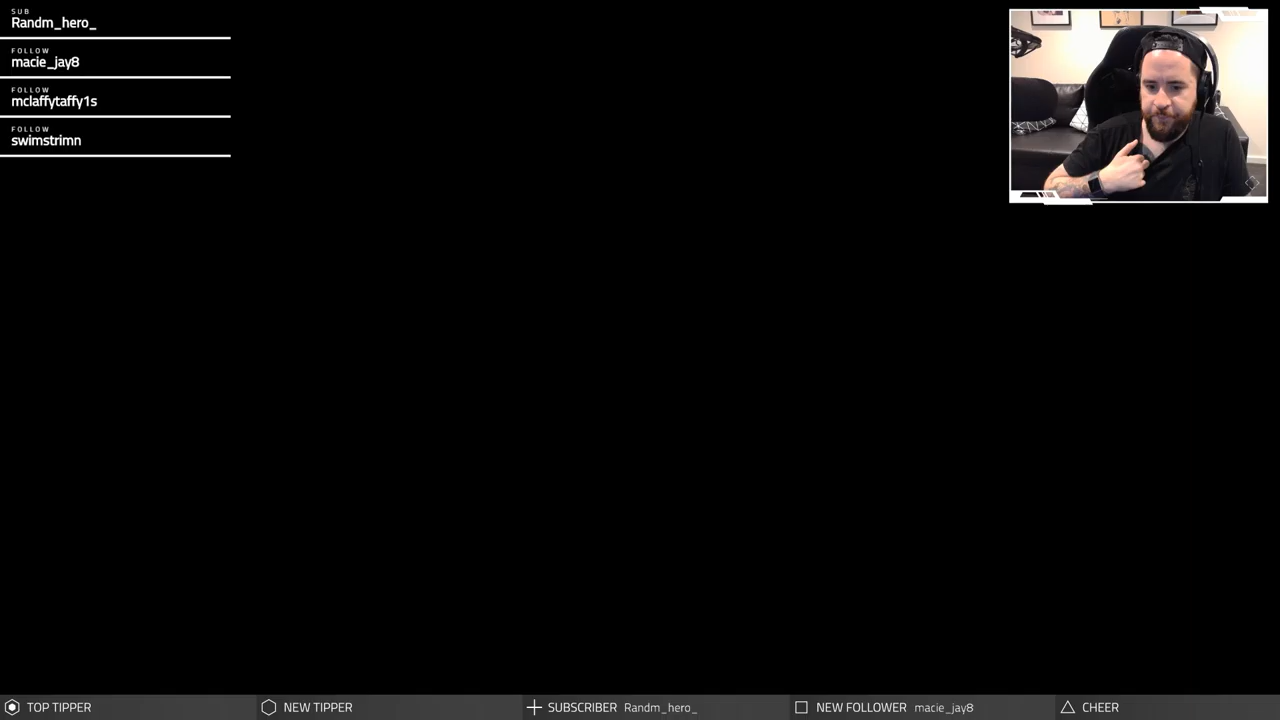 SUB
Randm_hero_
FOLLOW
macie_jay8
FOLLOW
mclaffytaffy1s
FOLLOW
swimstrimn
TOP TIPPER
NEW TIPPER
SUBSCRIBER Randm_hero_
NEW FOLLOWER macie_jay8
CHEER